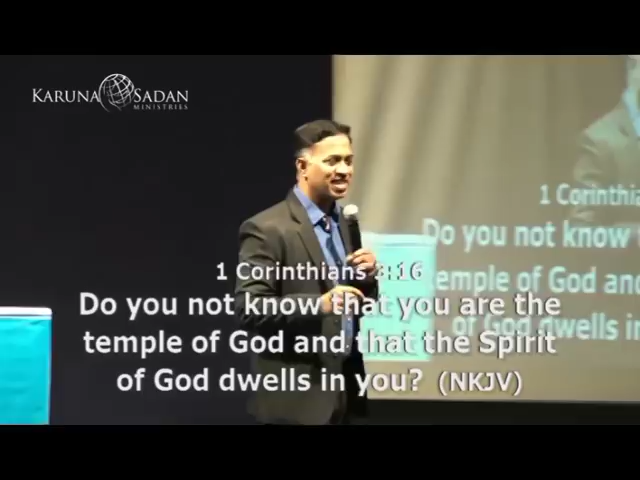 KARUNA SADAN
MINISTRIES
1 Corinthians 3:16
Do you not know that you are the
temple of God and that the Spirit
of God dwells in you? (NKJV)
1 Corinthia
Do you not know
temple of God and
of God dwells in